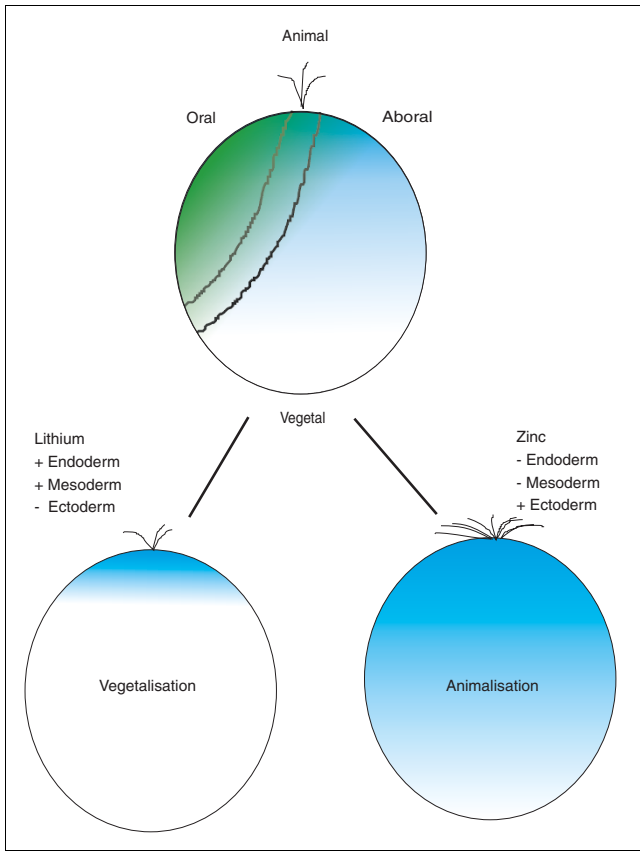 Animal
Oral
Aboral
Vegetal
Lithium
+ Endoderm
+ Mesoderm
- Ectoderm
Zinc
- Endoderm
- Mesoderm
+ Ectoderm
Vegetalisation
Animalisation